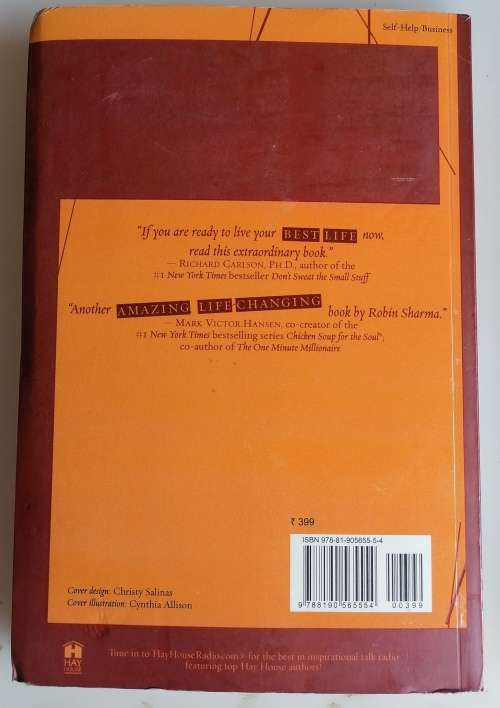 Self-Help/Business
"If you are ready to live your BEST LIFE now,
read this extraordinary book."
— RICHARD CARLSON, PH.D., author of the
#1 New York Times bestseller Don't Sweat the Small Stuff
"Another AMAZING LIFE-CHANGING book by Robin Sharma."
— MARK VICTOR HANSEN, co-creator of the
#1 New York Times bestselling series Chicken Soup for the Soul®,
co-author of The One Minute Millionaire
₹ 399
ISBN 978-81-905655-5-4
9 788190 565554
00399
Cover design: Christy Salinas
Cover illustration: Cynthia Allison
HAY
HOUSE
Tune in to HayHouseRadio.com® for the best in inspirational talk radio
featuring top Hay House authors!